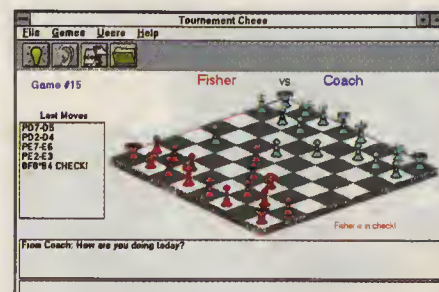 Tournament Chess
File Games Users Help
Game #15
Fisher vs Coach
Last Moves
PD7-D5
PD2-D4
PE7-E6
PE2-E3
BF8*B4 CHECK!
Fisher is in check!
From Coach: How are you doing today?